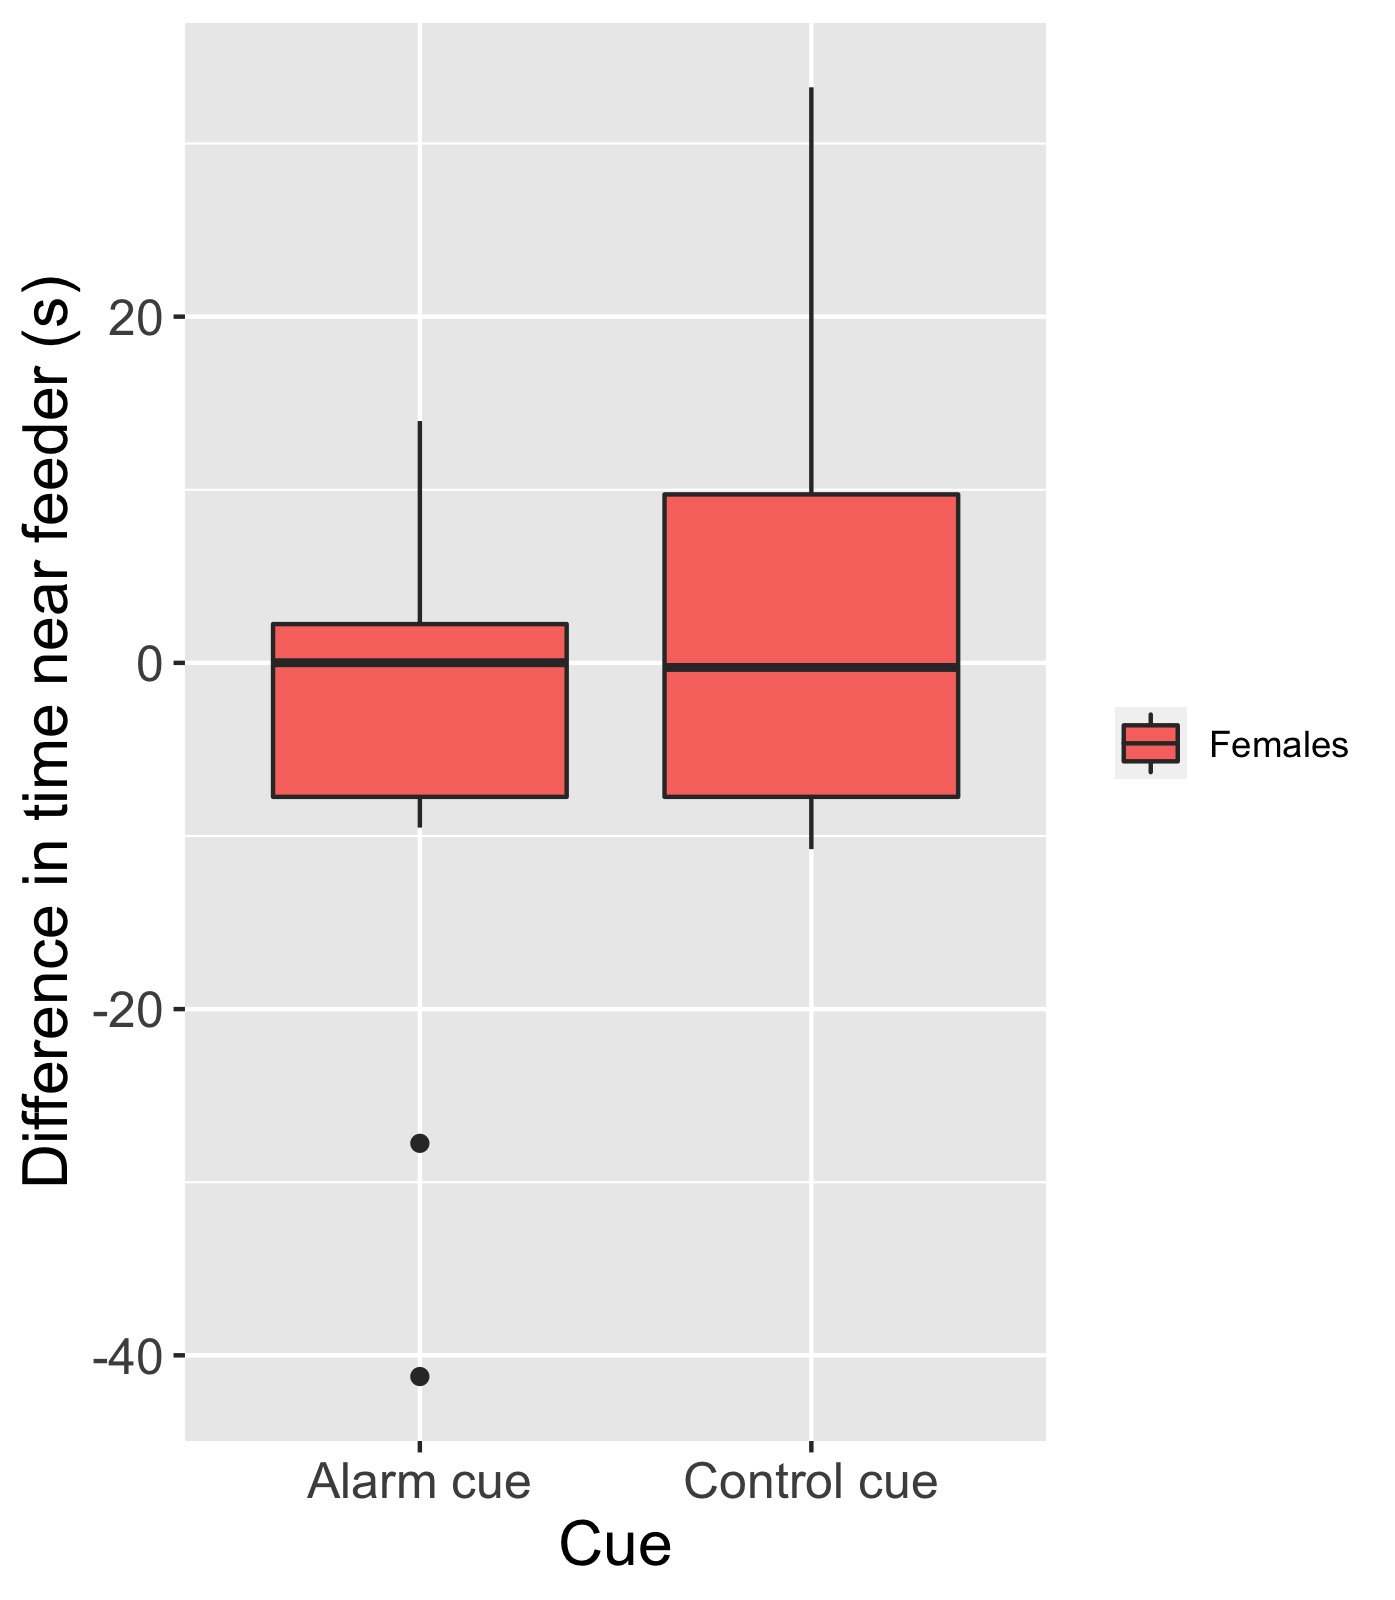 Difference in time near feeder (s)
20
0
-20
-40
Alarm cue
Control cue
Cue
Females